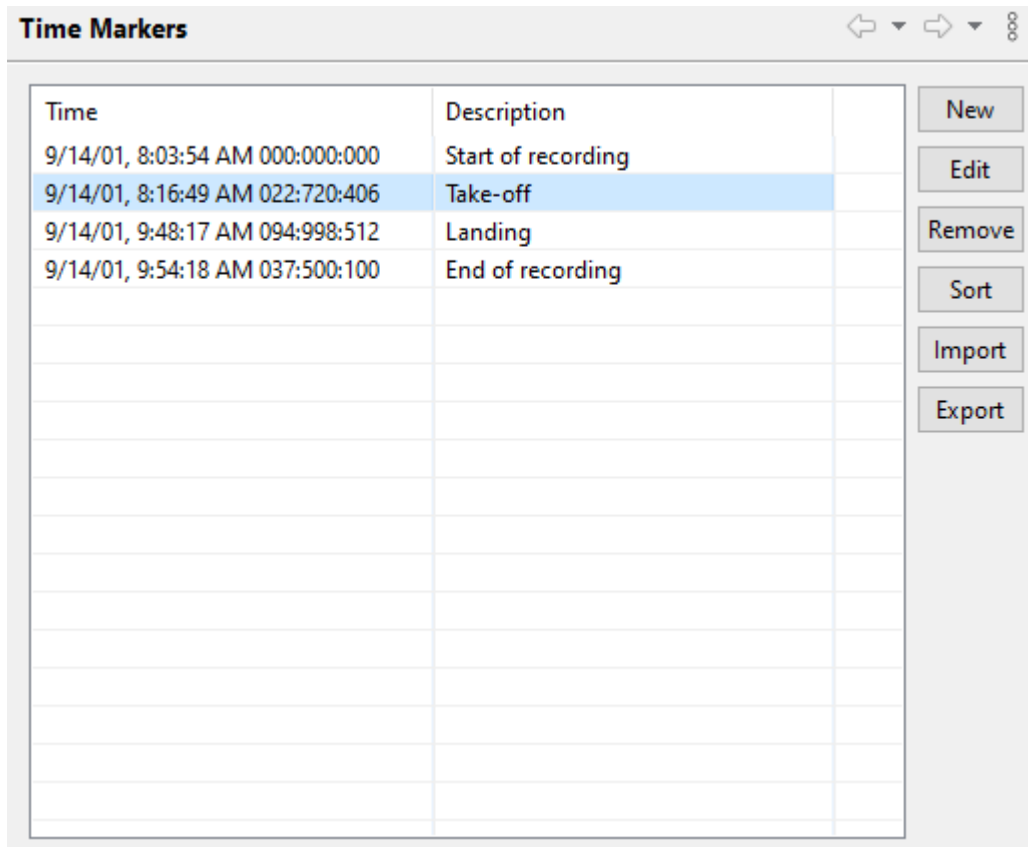 Time Markers
Time Description
9/14/01, 8:03:54 AM 000:000:000 Start of recording
9/14/01, 8:16:49 AM 022:720:406 Take-off
9/14/01, 9:48:17 AM 094:998:512 Landing
9/14/01, 9:54:18 AM 037:500:100 End of recording
New
Edit
Remove
Sort
Import
Export